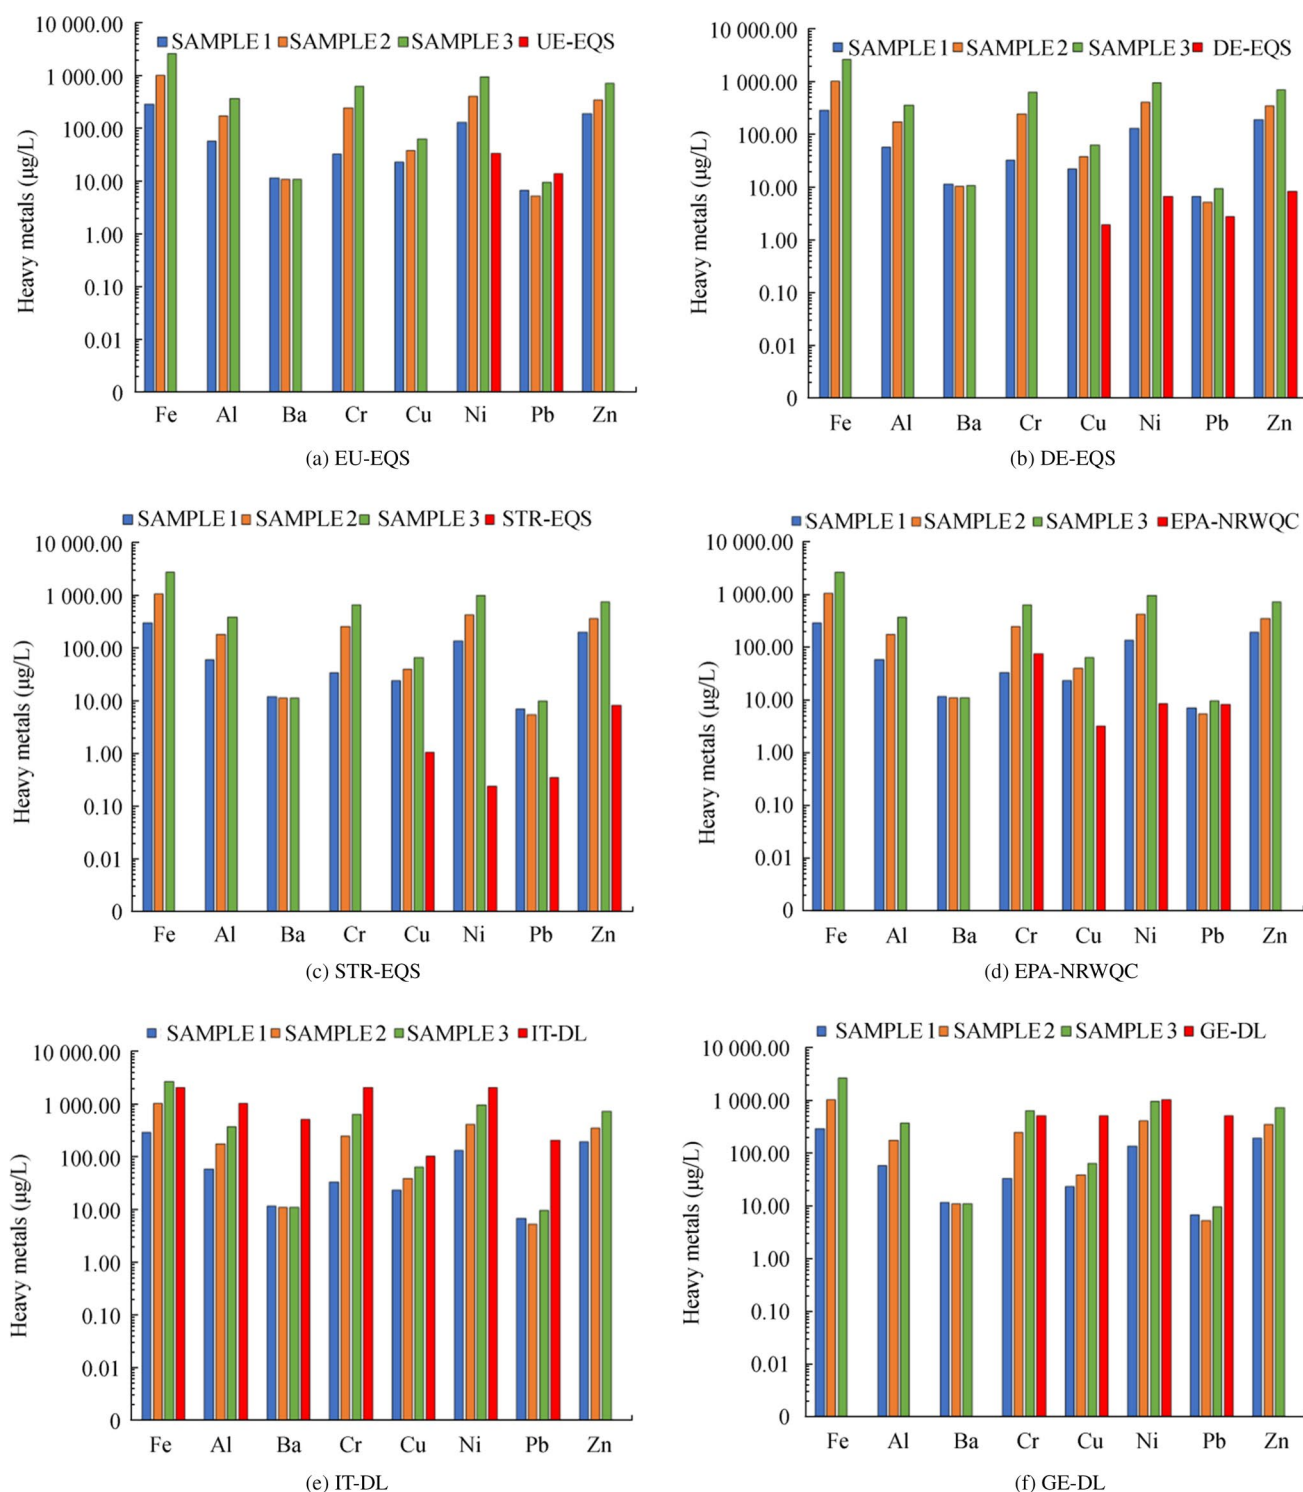 SAMPLE 1 SAMPLE 2 SAMPLE 3 UE-EQS
10 000.00
1 000.00
100.00
10.00
1.00
0.10
0.01
0
Heavy metals (µg/L)
Fe Al Ba Cr Cu Ni Pb Zn
(a) EU-EQS
SAMPLE 1 SAMPLE 2 SAMPLE 3 DE-EQS
10 000.00
1 000.00
100.00
10.00
1.00
0.10
0.01
0
Heavy metals (µg/L)
Fe Al Ba Cr Cu Ni Pb Zn
(b) DE-EQS
SAMPLE 1 SAMPLE 2 SAMPLE 3 STR-EQS
10 000.00
1 000.00
100.00
10.00
1.00
0.10
0.01
0
Heavy metals (µg/L)
Fe Al Ba Cr Cu Ni Pb Zn
(c) STR-EQS
SAMPLE 1 SAMPLE 2 SAMPLE 3 EPA-NRWQC
10 000.00
1 000.00
100.00
10.00
1.00
0.10
0.01
0
Heavy metals (µg/L)
Fe Al Ba Cr Cu Ni Pb Zn
(d) EPA-NRWQC
SAMPLE 1 SAMPLE 2 SAMPLE 3 IT-DL
10 000.00
1 000.00
100.00
10.00
1.00
0.10
0.01
0
Heavy metals (µg/L)
Fe Al Ba Cr Cu Ni Pb Zn
(e) IT-DL
SAMPLE 1 SAMPLE 2 SAMPLE 3 GE-DL
10 000.00
1 000.00
100.00
10.00
1.00
0.10
0.01
0
Heavy metals (µg/L)
Fe Al Ba Cr Cu Ni Pb Zn
(f) GE-DL